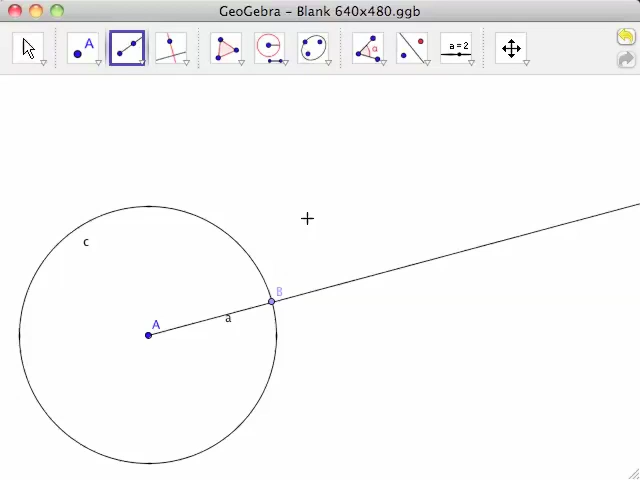 GeoGebra – Blank 640x480.ggb
A
α
a = 2
c
B
A
a